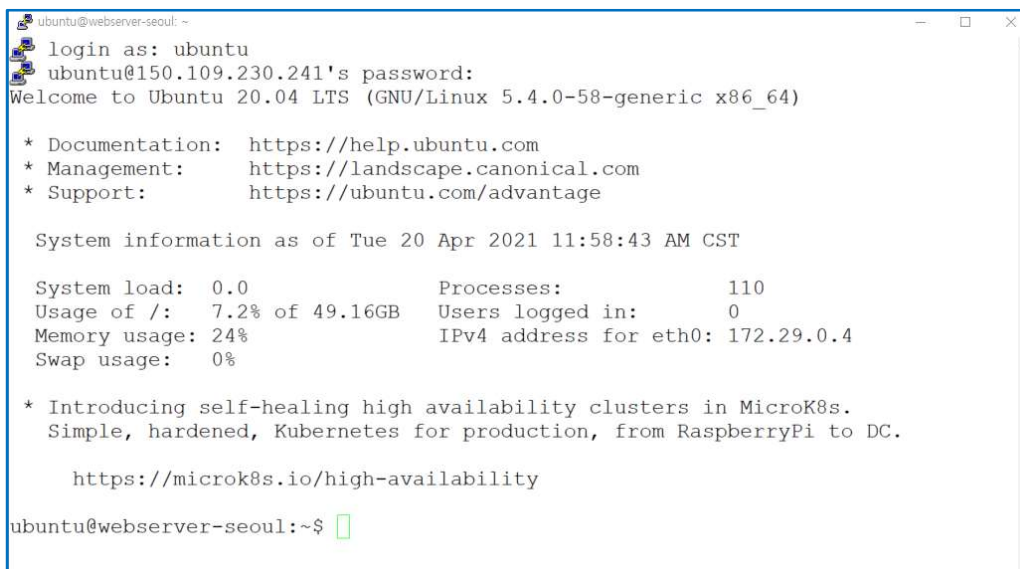 ubuntu@webserver-seoul: ~
login as: ubuntu
ubuntu@150.109.230.241's password:
Welcome to Ubuntu 20.04 LTS (GNU/Linux 5.4.0-58-generic x86_64)
* Documentation:  https://help.ubuntu.com
* Management:     https://landscape.canonical.com
* Support:        https://ubuntu.com/advantage
System information as of Tue 20 Apr 2021 11:58:43 AM CST
System load:  0.0                Processes:             110
Usage of /:   7.2% of 49.16GB   Users logged in:       0
Memory usage: 24%                IPv4 address for eth0: 172.29.0.4
Swap usage:   0%
* Introducing self-healing high availability clusters in MicroK8s.
Simple, hardened, Kubernetes for production, from RaspberryPi to DC.
https://microk8s.io/high-availability
ubuntu@webserver-seoul:~$